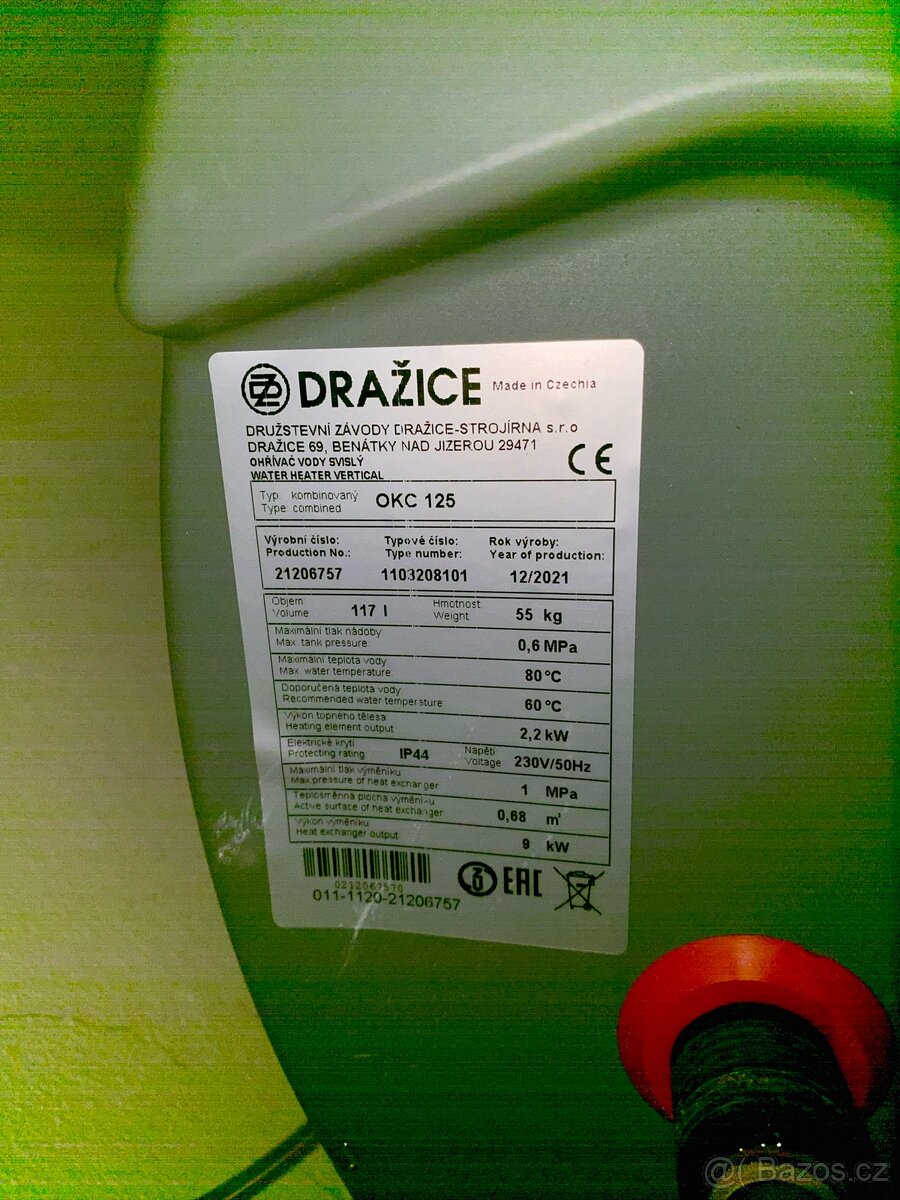 DZ DRAŽICE Made in Czechia
DRUŽSTEVNÍ ZÁVODY DRAŽICE-STROJÍRNA s.r.o
DRAŽICE 69, BENÁTKY NAD JIZEROU 29471
OHŘÍVAČ VODY SVISLÝ
WATER HEATER VERTICAL
CE
Typ: kombinovaný
Type: combined
OKC 125
Výrobní číslo: Typové číslo: Rok výroby:
Production No.: Type number: Year of production:
21206757 1103208101 12/2021
Objem: Hmotnost:
Volume 117 l Weight: 55 kg
Maximální tlak nádoby:
Max. tank pressure: 0,6 MPa
Maximální teplota vody:
Max. water temperature: 80 °C
Doporučená teplota vody:
Recommended water temperature: 60 °C
Výkon topného tělesa
Heating element output: 2,2 kW
Elektrické krytí Napětí
Protecting rating: IP44 Voltage 230V/50Hz
Maximální tlak výměníku
Max pressure of heat exchanger 1 MPa
Teplosměnná plocha výměníku
Active surface of heat exchanger 0,68 m²
Výkon výměníku
Heat exchanger output 9 kW
EAC
011-1120-21206757
@( Bazos.cz